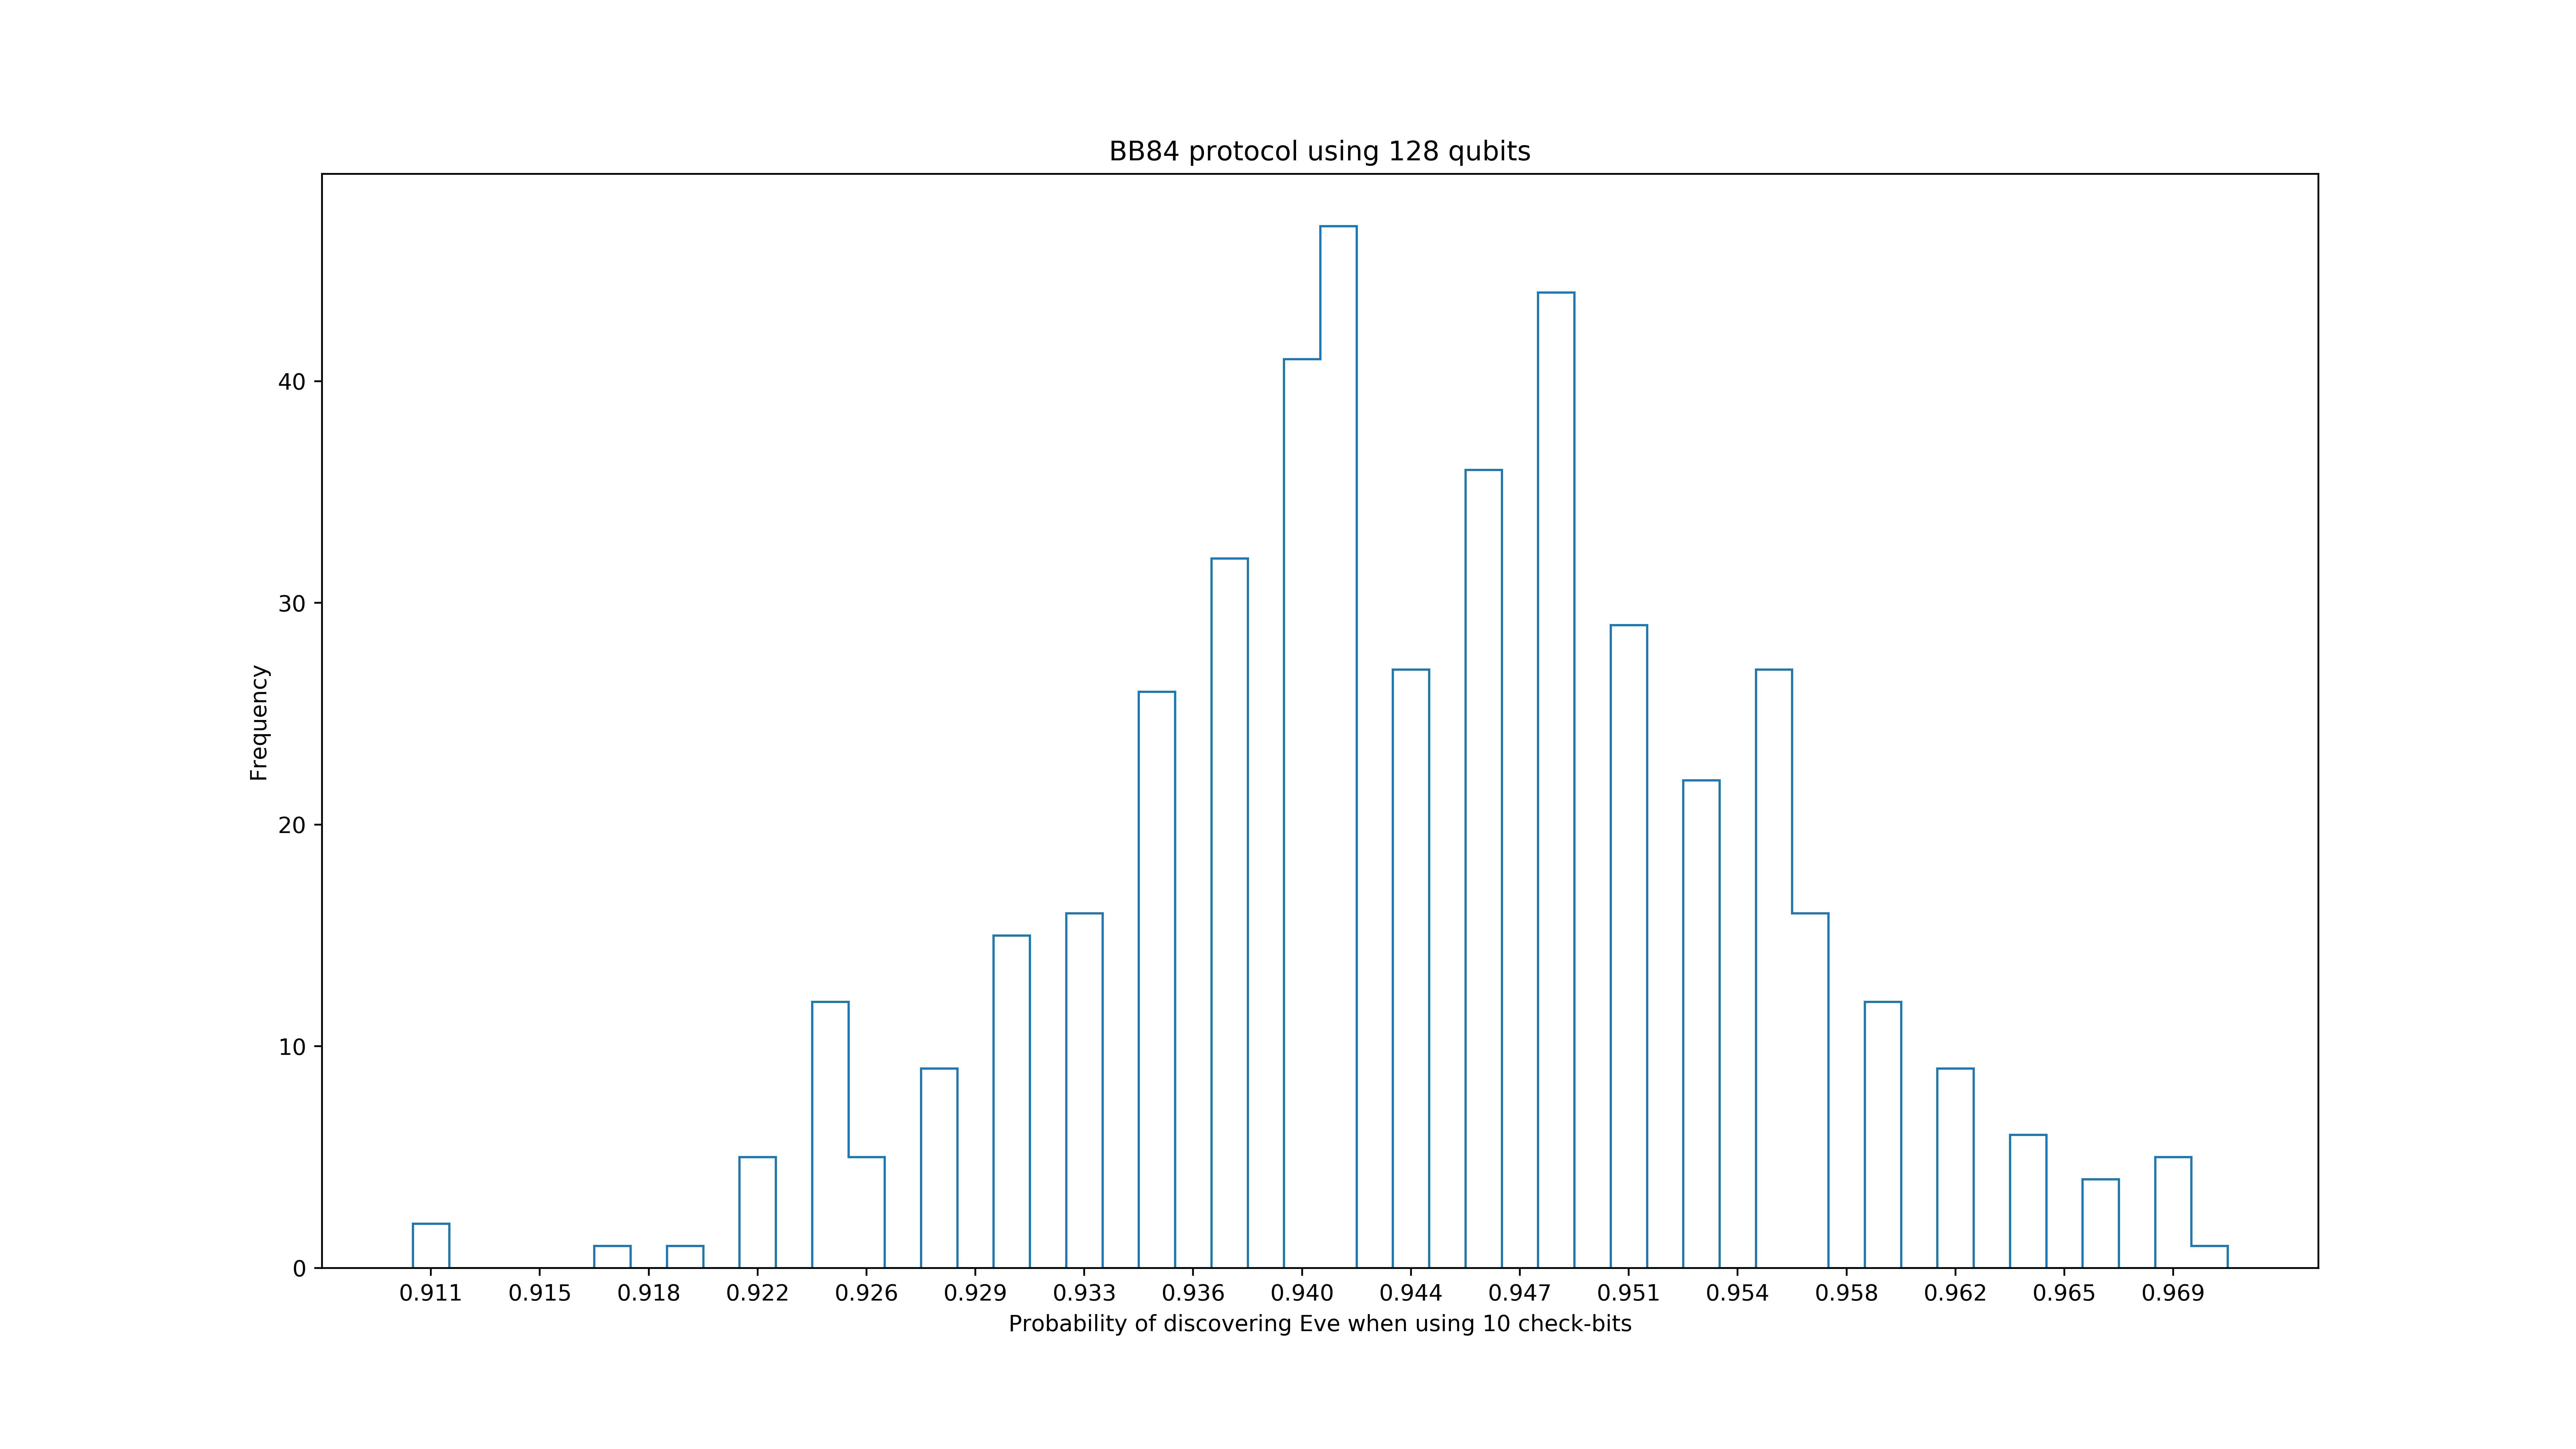 BB84 protocol using 128 qubits
40
30
20
10
0
Frequency
0.911 0.915 0.918 0.922 0.926 0.929 0.933 0.936 0.940 0.944 0.947 0.951 0.954 0.958 0.962 0.965 0.969
Probability of discovering Eve when using 10 check-bits